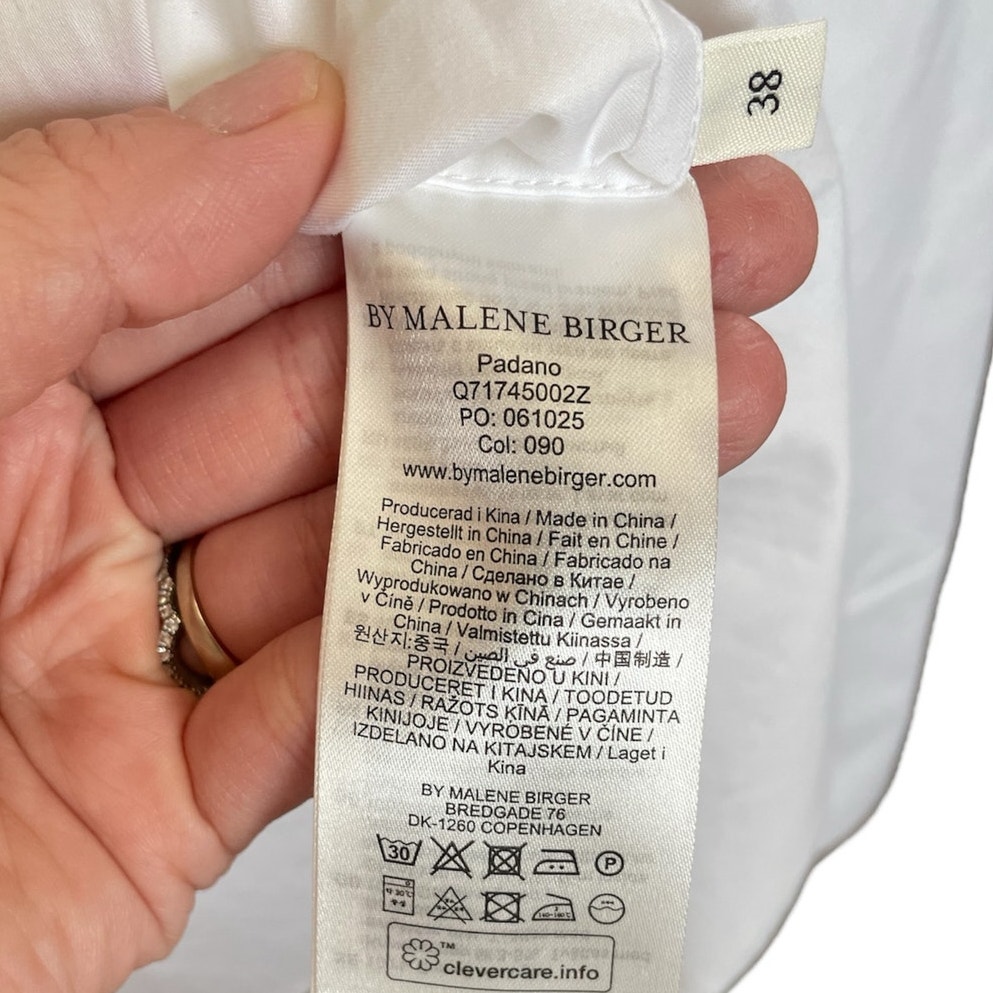 38
BY MALENE BIRGER
Padano
Q71745002Z
PO: 061025
Col: 090
www.bymalenebirger.com
Producerad i Kina / Made in China /
Hergestellt in China / Fait en Chine /
Fabricado en China / Fabricado na
China / Сделано в Китае /
Wyprodukowano w Chinach / Vyrobeno
v Číně / Prodotto in Cina / Gemaakt in
China / Valmistettu Kiinassa /
원산지:중국 / صنع في الصين / 中国制造 /
PROIZVEDENO U KINI /
PRODUCERET I KINA / TOODETUD
HIINAS / RAŽOTS ĶĪNĀ / PAGAMINTA
KINIJOJE / VYROBENÉ V ČÍNE /
IZDELANO NA KITAJSKEM / Laget i
Kina
BY MALENE BIRGER
BREDGADE 76
DK-1260 COPENHAGEN
30 P
™
clevercare.info